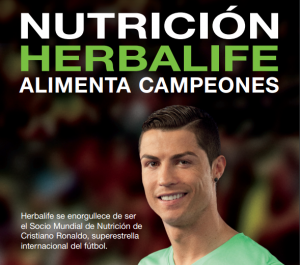 NUTRICIÓN
HERBALIFE
ALIMENTA CAMPEONES
Herbalife se enorgullece de ser
el Socio Mundial de Nutrición de
Cristiano Ronaldo, superestrella
internacional del fútbol.